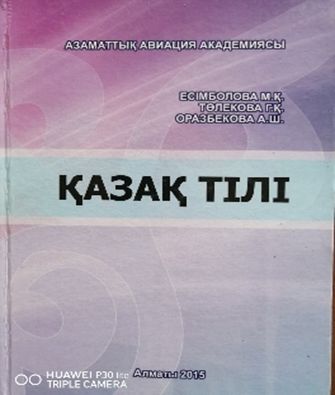 АЗАМАТТЫҚ АВИАЦИЯ АКАДЕМИЯСЫ
ЕСІМБОЛОВА М.Қ.
ТӨЛЕКОВА Г.Қ.
ОРАЗБЕКОВА А.Ш.
ҚАЗАҚ ТІЛІ
Алматы 2015
HUAWEI P30 lite
TRIPLE CAMERA